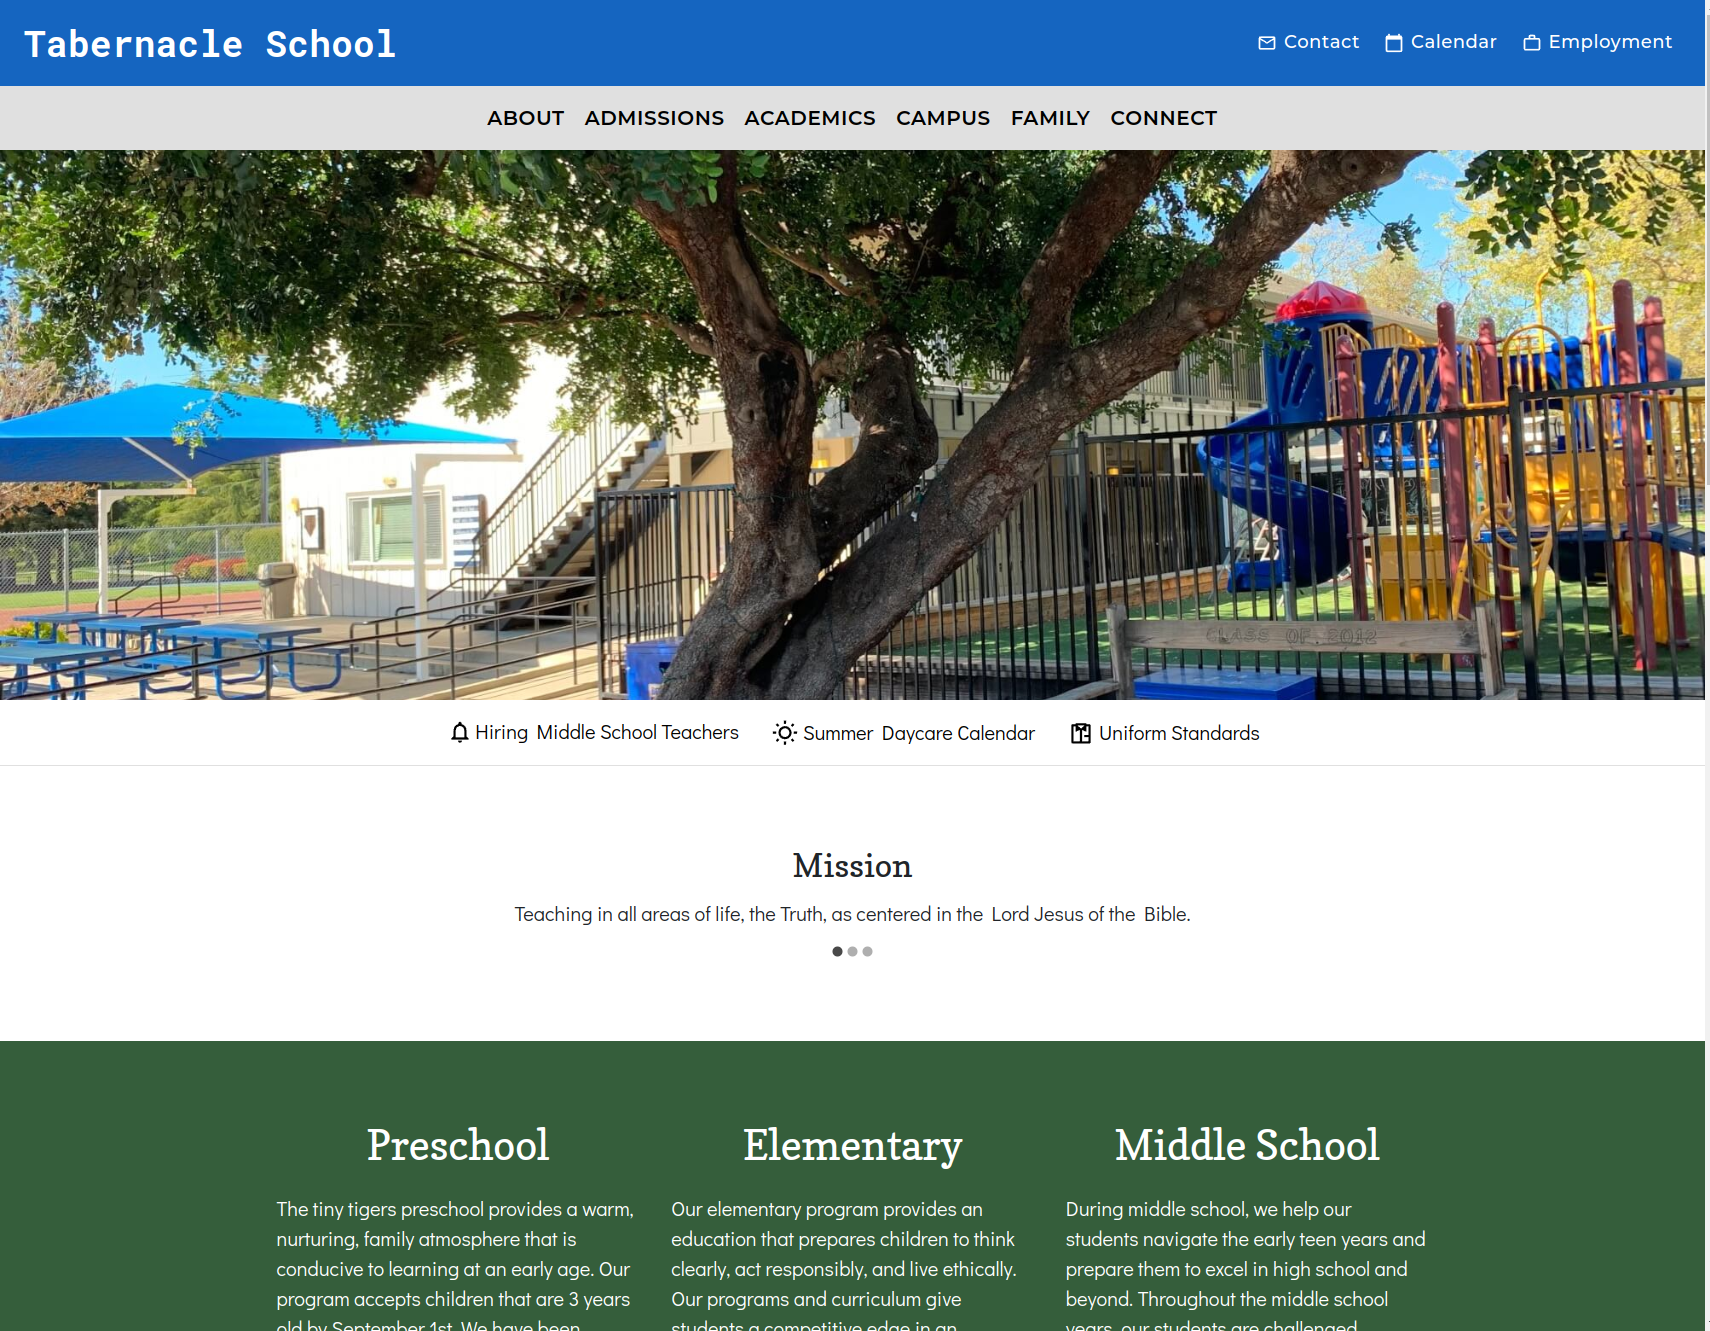 Tabernacle School
Contact
Calendar
Employment
ABOUT ADMISSIONS ACADEMICS CAMPUS FAMILY CONNECT
CLASS OF 2012
Hiring Middle School Teachers
Summer Daycare Calendar
Uniform Standards
Mission
Teaching in all areas of life, the Truth, as centered in the Lord Jesus of the Bible.
Preschool
The tiny tigers preschool provides a warm,
nurturing, family atmosphere that is
conducive to learning at an early age. Our
program accepts children that are 3 years
old by September 1st. We have been
Elementary
Our elementary program provides an
education that prepares children to think
clearly, act responsibly, and live ethically.
Our programs and curriculum give
students a competitive edge in an
Middle School
During middle school, we help our
students navigate the early teen years and
prepare them to excel in high school and
beyond. Throughout the middle school
years, our students are challenged